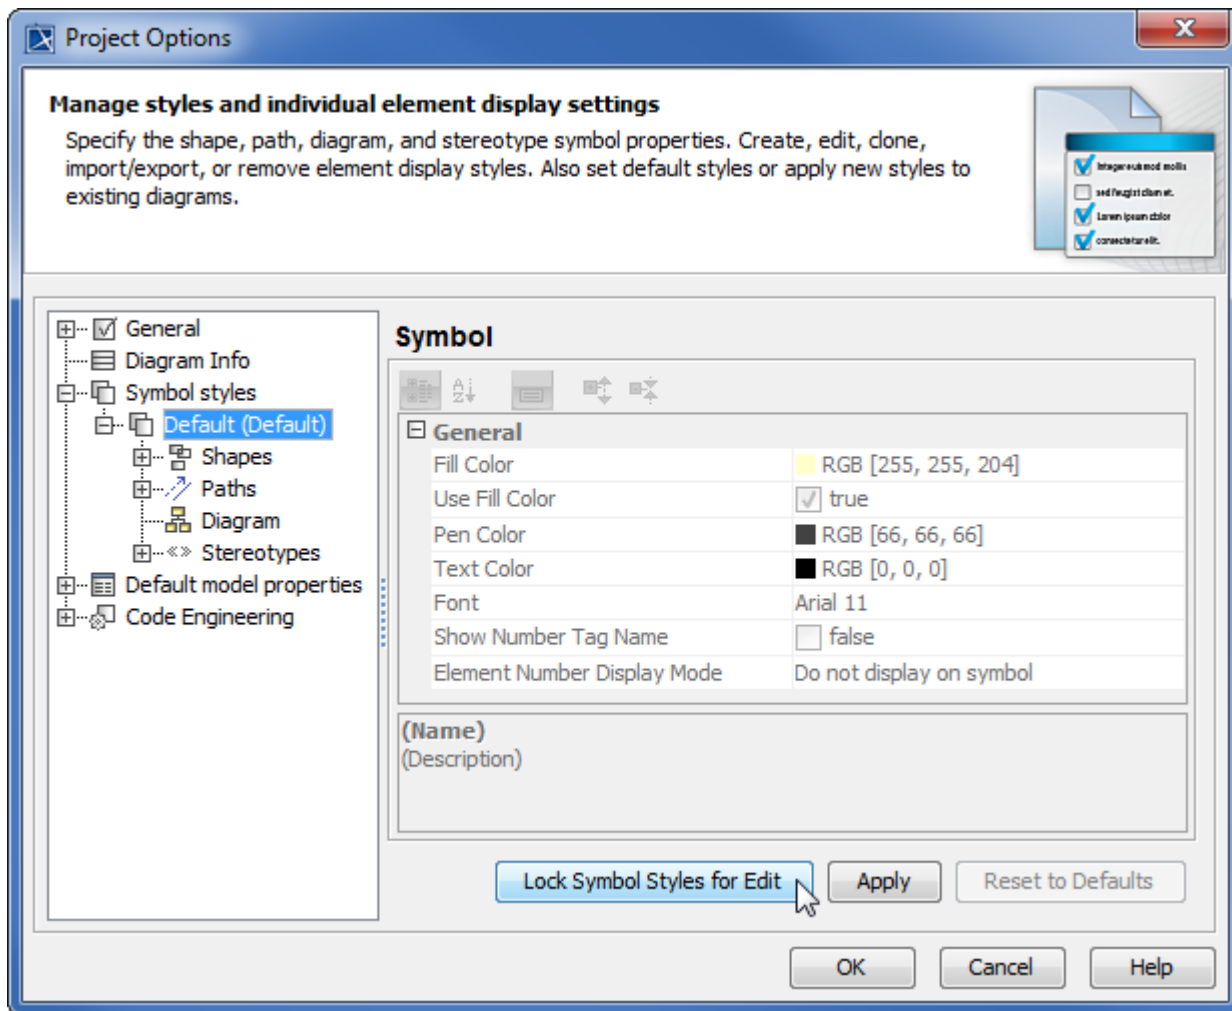 Project Options
Manage styles and individual element display settings
Specify the shape, path, diagram, and stereotype symbol properties. Create, edit, clone,
import/export, or remove element display styles. Also set default styles or apply new styles to
existing diagrams.
sed feugist
Lorem ipsum
General
Diagram Info
Symbol styles
Default (Default)
Shapes
Paths
Diagram
«» Stereotypes
Default model properties
Code Engineering
Symbol
General
Fill Color RGB [255, 255, 204]
Use Fill Color true
Pen Color RGB [66, 66, 66]
Text Color RGB [0, 0, 0]
Font Arial 11
Show Number Tag Name false
Element Number Display Mode Do not display on symbol
(Name)
(Description)
Lock Symbol Styles for Edit Apply Reset to Defaults
OK Cancel Help